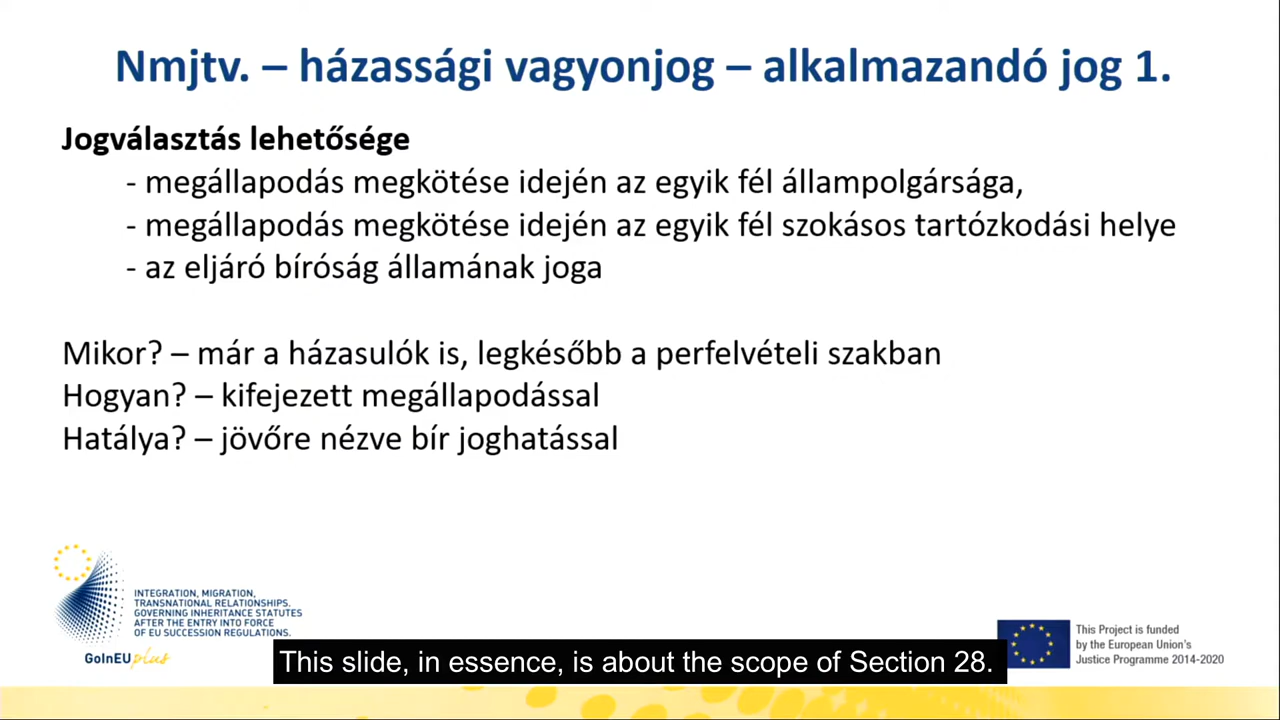 Nmjtv. – házassági vagyonjog – alkalmazandó jog 1.
Jogválasztás lehetősége
- megállapodás megkötése idején az egyik fél állampolgársága,
- megállapodás megkötése idején az egyik fél szokásos tartózkodási helye
- az eljáró bíróság államának joga
Mikor? – már a házasulók is, legkésőbb a perfelvételi szakban
Hogyan? – kifejezett megállapodással
Hatálya? – jövőre nézve bír joghatással
INTEGRATION, MIGRATION,
TRANSNATIONAL RELATIONSHIPS.
GOVERNING INHERITANCE STATUTES
AFTER THE ENTRY INTO FORCE
OF EU SUCCESSION REGULATIONS.
GoInEU plus
This Project is funded
by the European Union's
Justice Programme 2014-2020
This slide, in essence, is about the scope of Section 28.